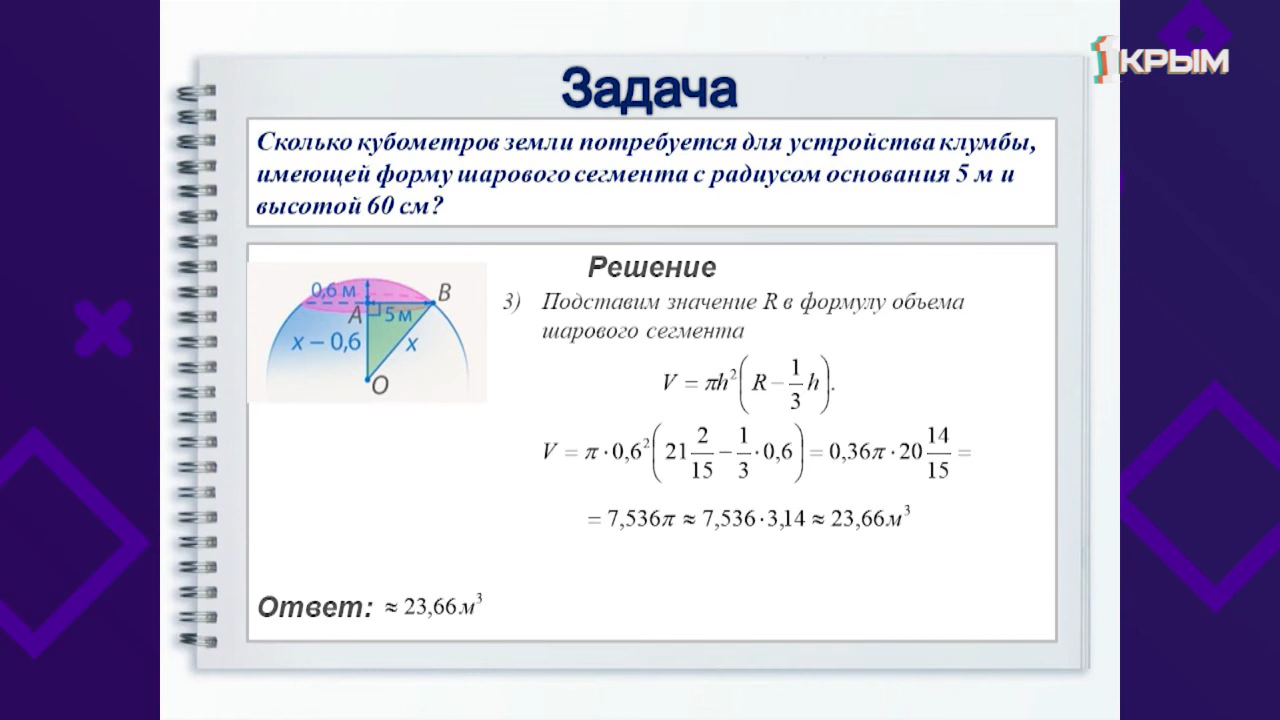 1 КРЫМ
Задача
Сколько кубометров земли потребуется для устройства клумбы,
имеющей форму шарового сегмента с радиусом основания 5 м и
высотой 60 см?
Решение
0,6 м
B
A
5 м
x – 0,6
x
O
3) Подставим значение R в формулу объема
шарового сегмента
V = πh²(R − 1/3 h).
V = π · 0,6²(21 2/15 − 1/3 · 0,6) = 0,36π · 20 14/15 =
= 7,536π ≈ 7,536 · 3,14 ≈ 23,66м³
Ответ: ≈ 23,66м³